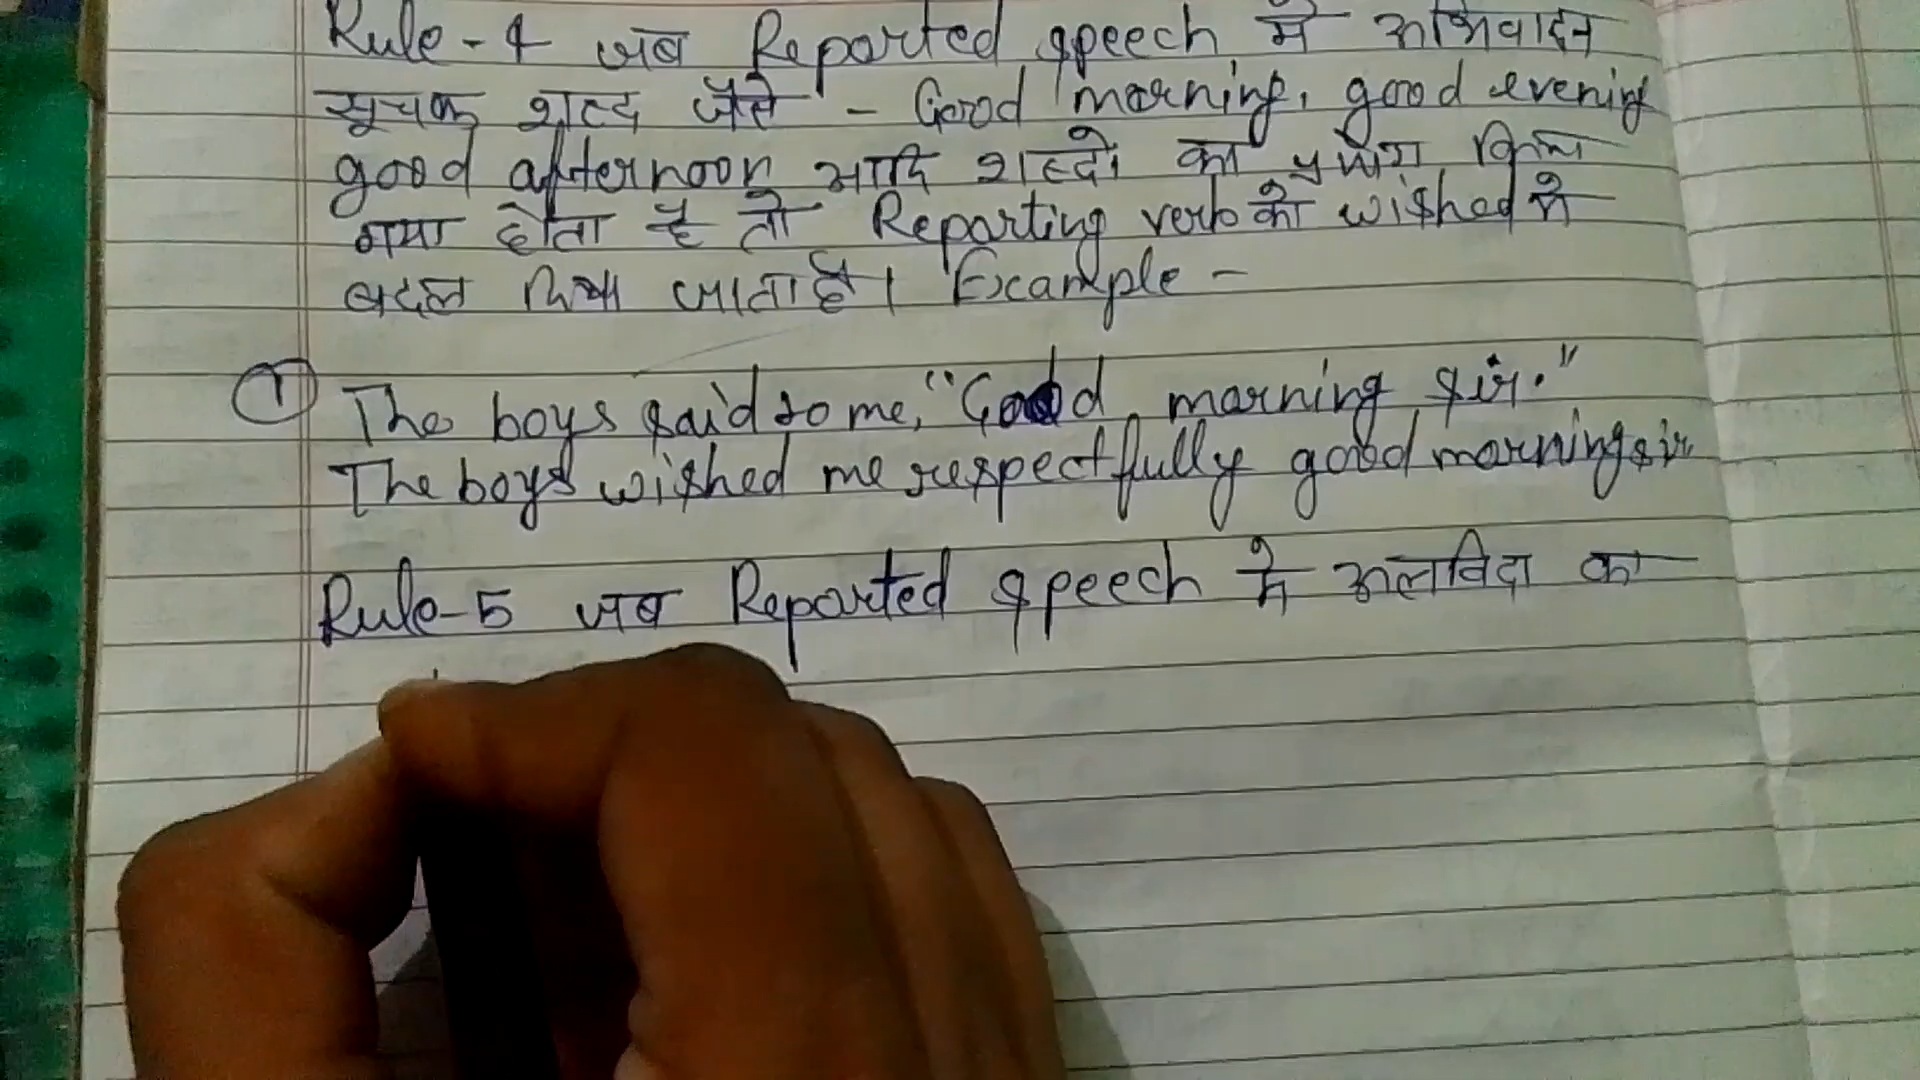 Rule-4 जब Reported speech में अभिवादन
सूचक शब्द जैसे - Good morning, good evening
good afternoon आदि शब्दो का प्रयोग किया
गया होता है तो Reporting verb को wished मे
बदल दिया जाता है। Example -
① The boys said to me, "Good morning sir."
The boys wished me respectfully good morning sir
Rule-5 जब Reported speech मे अलविदा का